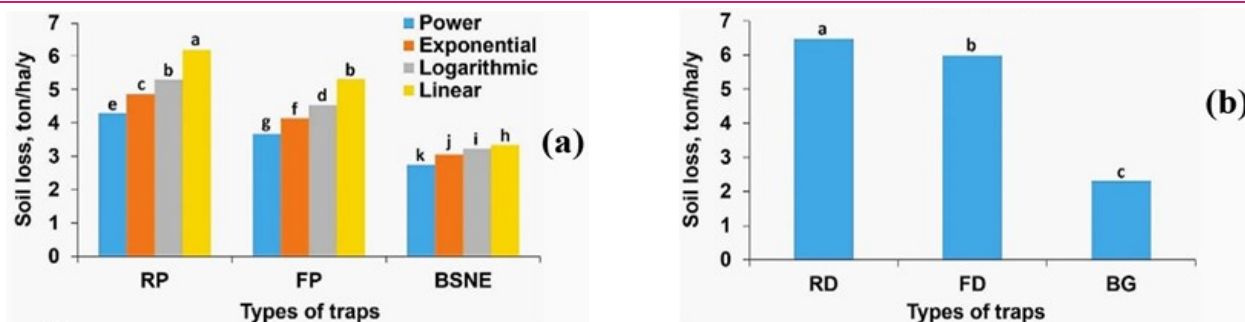 7
6
5
4
3
2
1
0
Soil loss, ton/ha/y
Power
Exponential
Logarithmic
Linear
e c b a
g f d b
k j i h
RP FP BSNE
Types of traps
(a)
7
6
5
4
3
2
1
0
Soil loss, ton/ha/y
a
b
c
RD FD BG
Types of traps
(b)